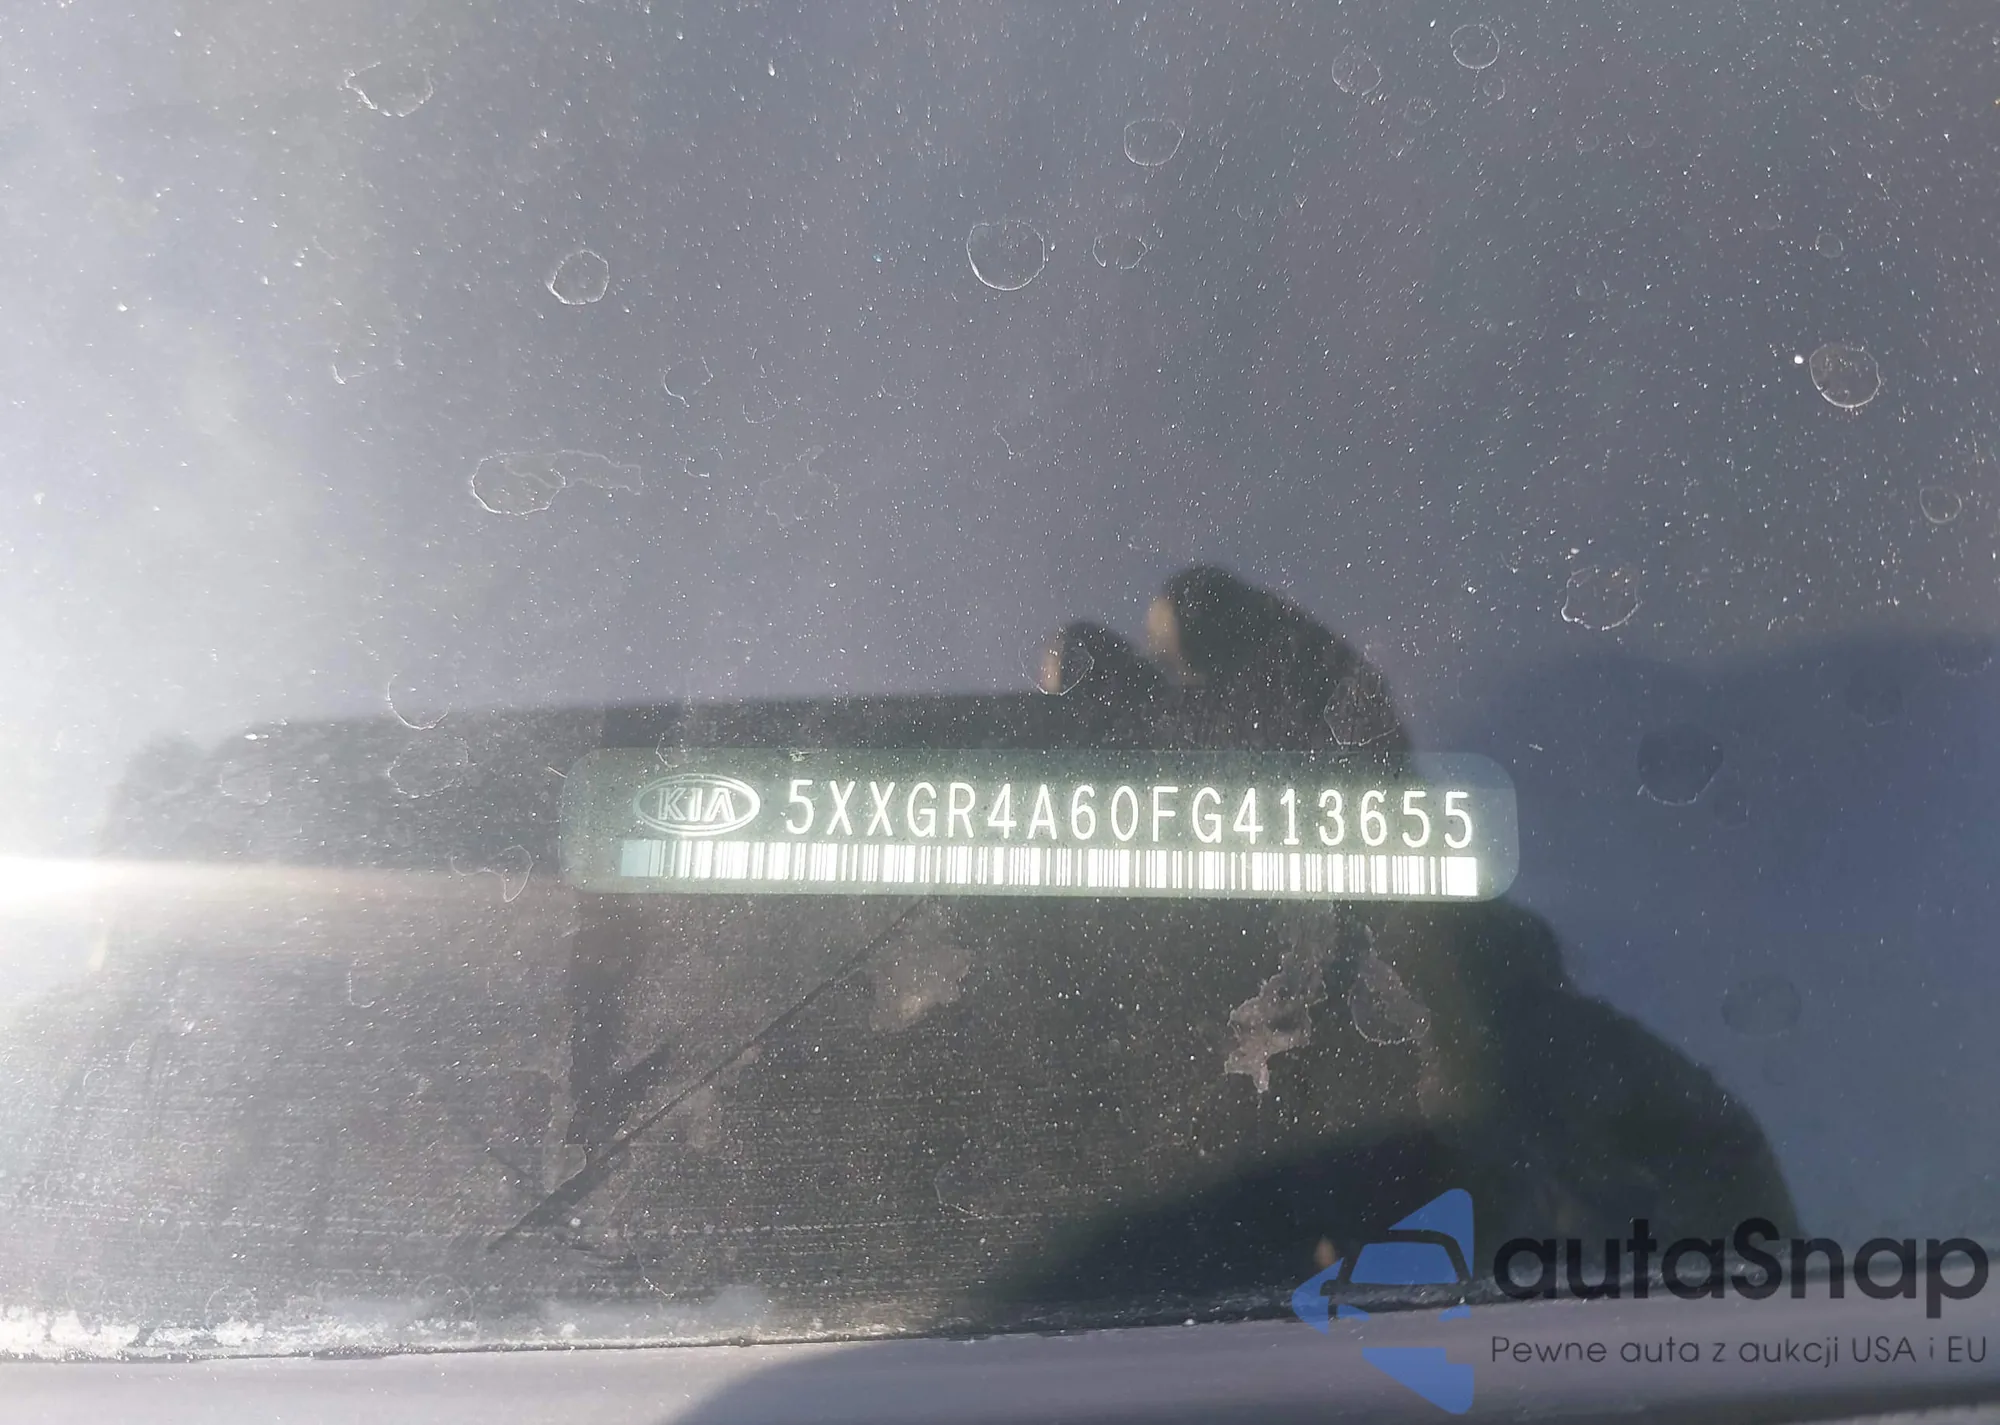 KIA 5XXGR4A60FG413655
autaSnap
Pewne auta z aukcji USA i EU